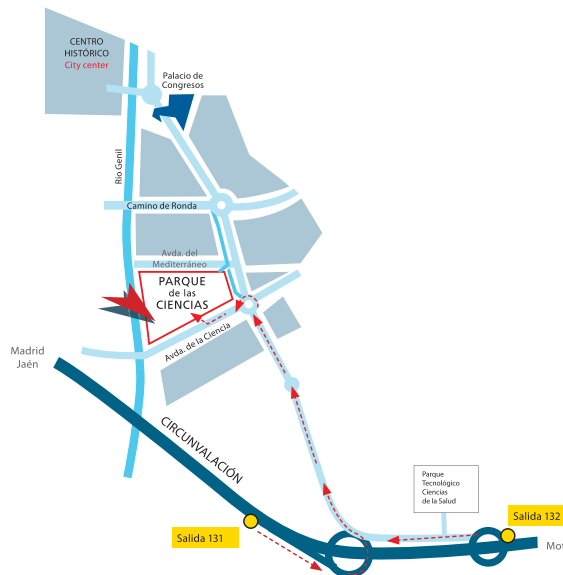 CENTRO
HISTÓRICO
City center
Palacio de
Congresos
Río Genil
Camino de Ronda
Avda. del
Mediterráneo
PARQUE
de las
CIENCIAS
Avda. de la Ciencia
Madrid
Jaén
CIRCUNVALACIÓN
Parque
Tecnológico
Ciencias
de la Salud
Salida 132
Salida 131
Mot